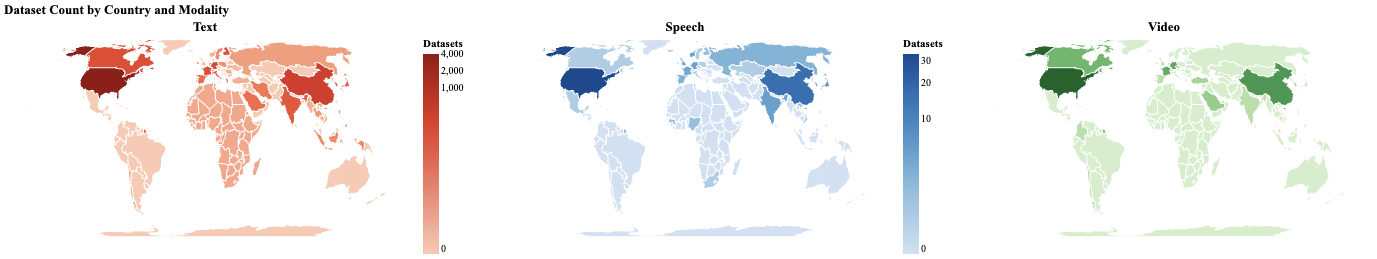 Dataset Count by Country and Modality
Text
Speech
Video
Datasets
4,000
2,000
1,000
0
Datasets
30
20
10
0